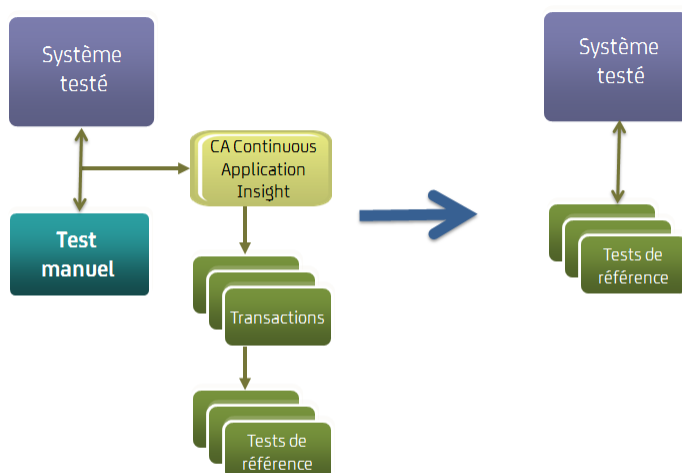 Système
testé
CA Continuous
Application
Insight
Test
manuel
Transactions
Tests de
référence
Système
testé
Tests de
référence